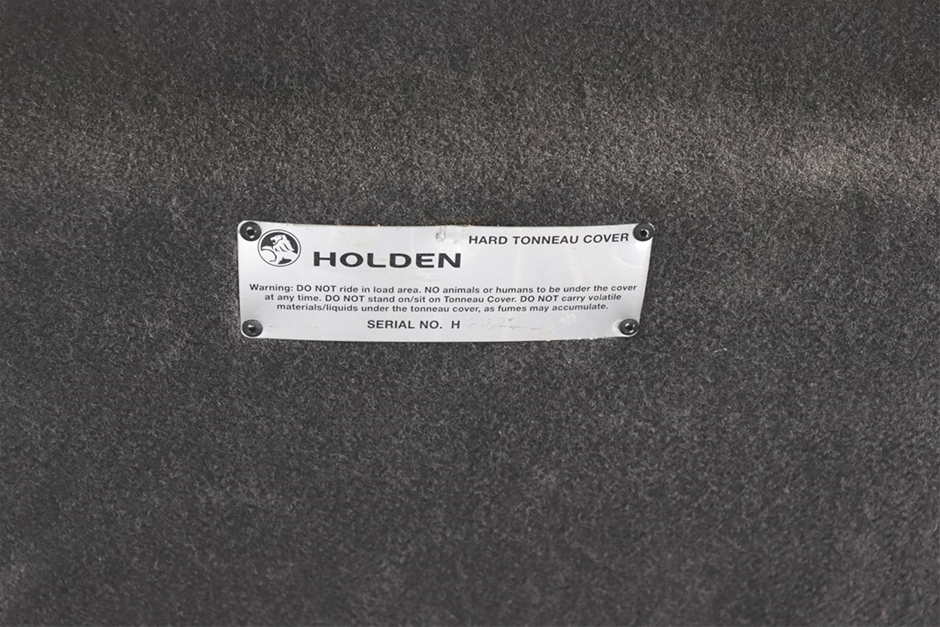 HARD TONNEAU COVER
HOLDEN
Warning: DO NOT ride in load area. NO animals or humans to be under the cover
at any time. DO NOT stand on/sit on Tonneau Cover. DO NOT carry volatile
materials/liquids under the tonneau cover, as fumes may accumulate.
SERIAL NO. H